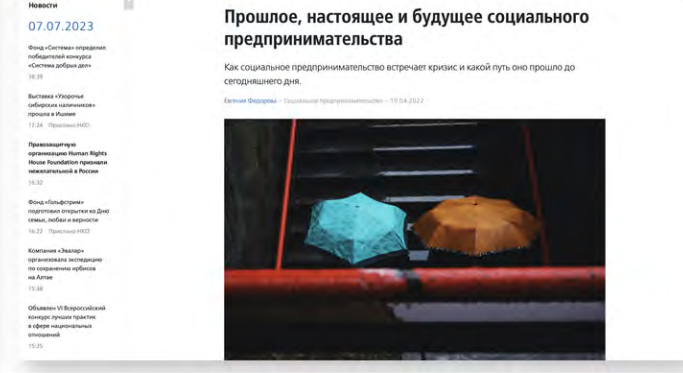 Новости
07.07.2023
Фонд «Система» определил
победителей конкурса
«Система добрых дел»
18:39
Выставка «Узорочье
сибирских наличников»
прошла в Ишиме
17:24 Прислано НКО
Правозащитную
организацию Human Rights
House Foundation признали
нежелательной в России
16:32
Фонд «Гольфстрим»
подготовил открытки ко Дню
семьи, любви и верности
16:22 Прислано НКО
Компания «Эвалар»
организовала экспедицию
по сохранению ирбисов
на Алтае
15:38
Объявлен VI Всероссийский
конкурс лучших практик
в сфере национальных
отношений
15:35
Прошлое, настоящее и будущее социального
предпринимательства
Как социальное предпринимательство встречает кризис и какой путь оно прошло до
сегодняшнего дня.
Евгения Федорова – Социальное предпринимательство – 19.04.2022